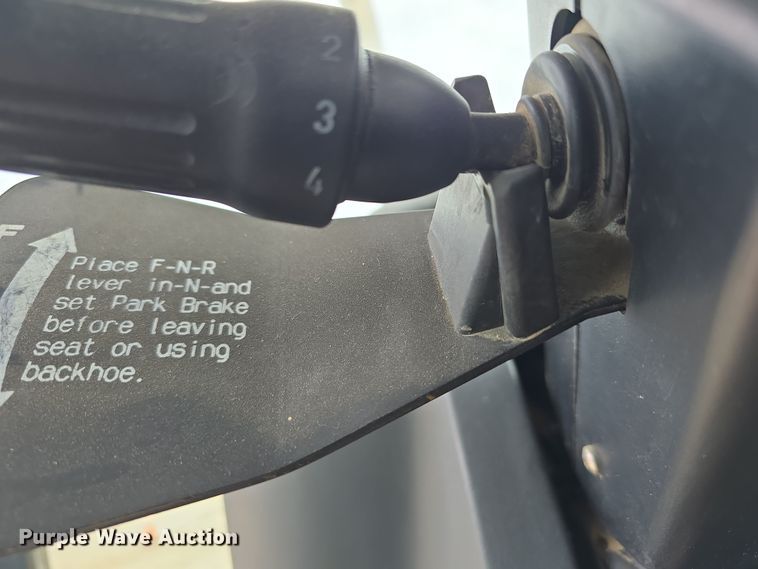 2
3
4
F
Place F-N-R
lever in-N-and
set Park Brake
before leaving
seat or using
backhoe.
Purple Wave Auction